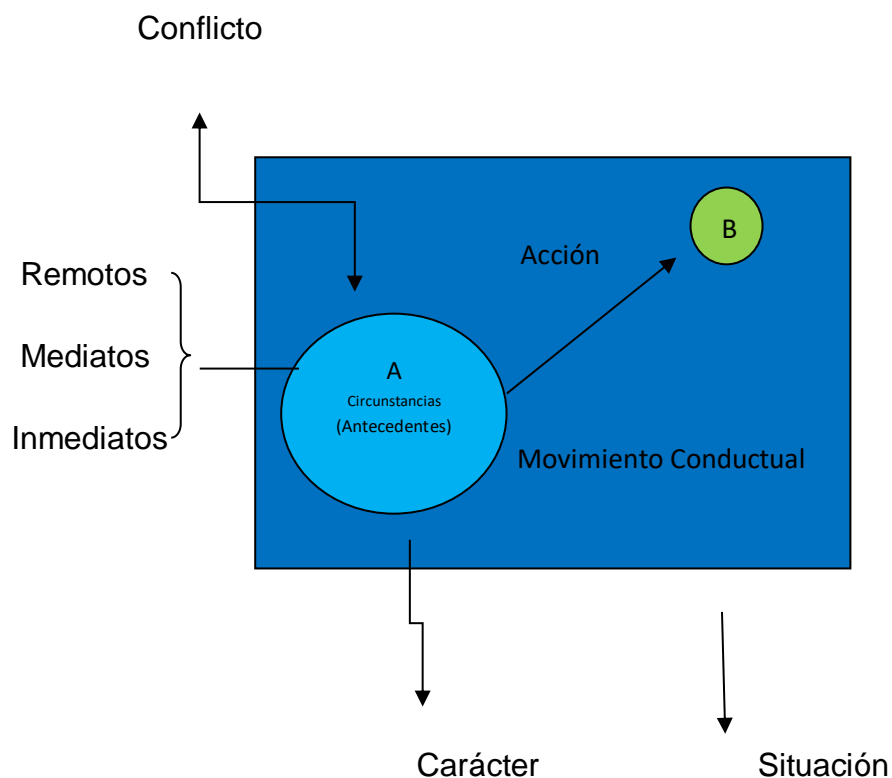 Conflicto
B
Acción
Remotos
Mediatos
Inmediatos
A
Circunstancias
(Antecedentes)
Movimiento Conductual
Carácter
Situación